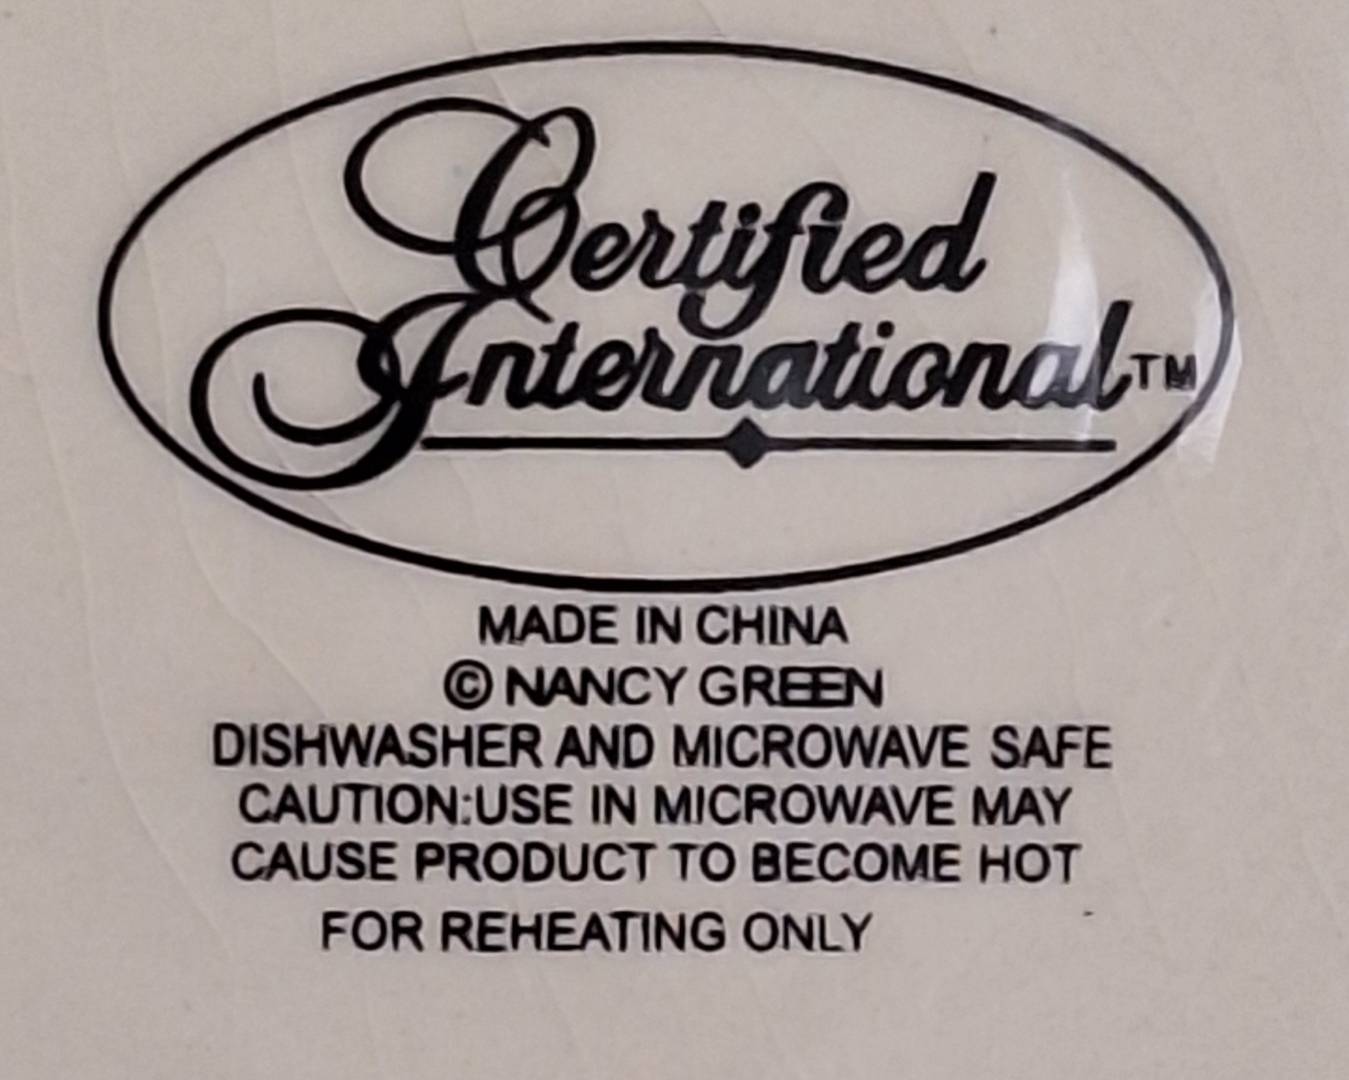 Certified
International™
MADE IN CHINA
© NANCY GREEN
DISHWASHER AND MICROWAVE SAFE
CAUTION:USE IN MICROWAVE MAY
CAUSE PRODUCT TO BECOME HOT
FOR REHEATING ONLY